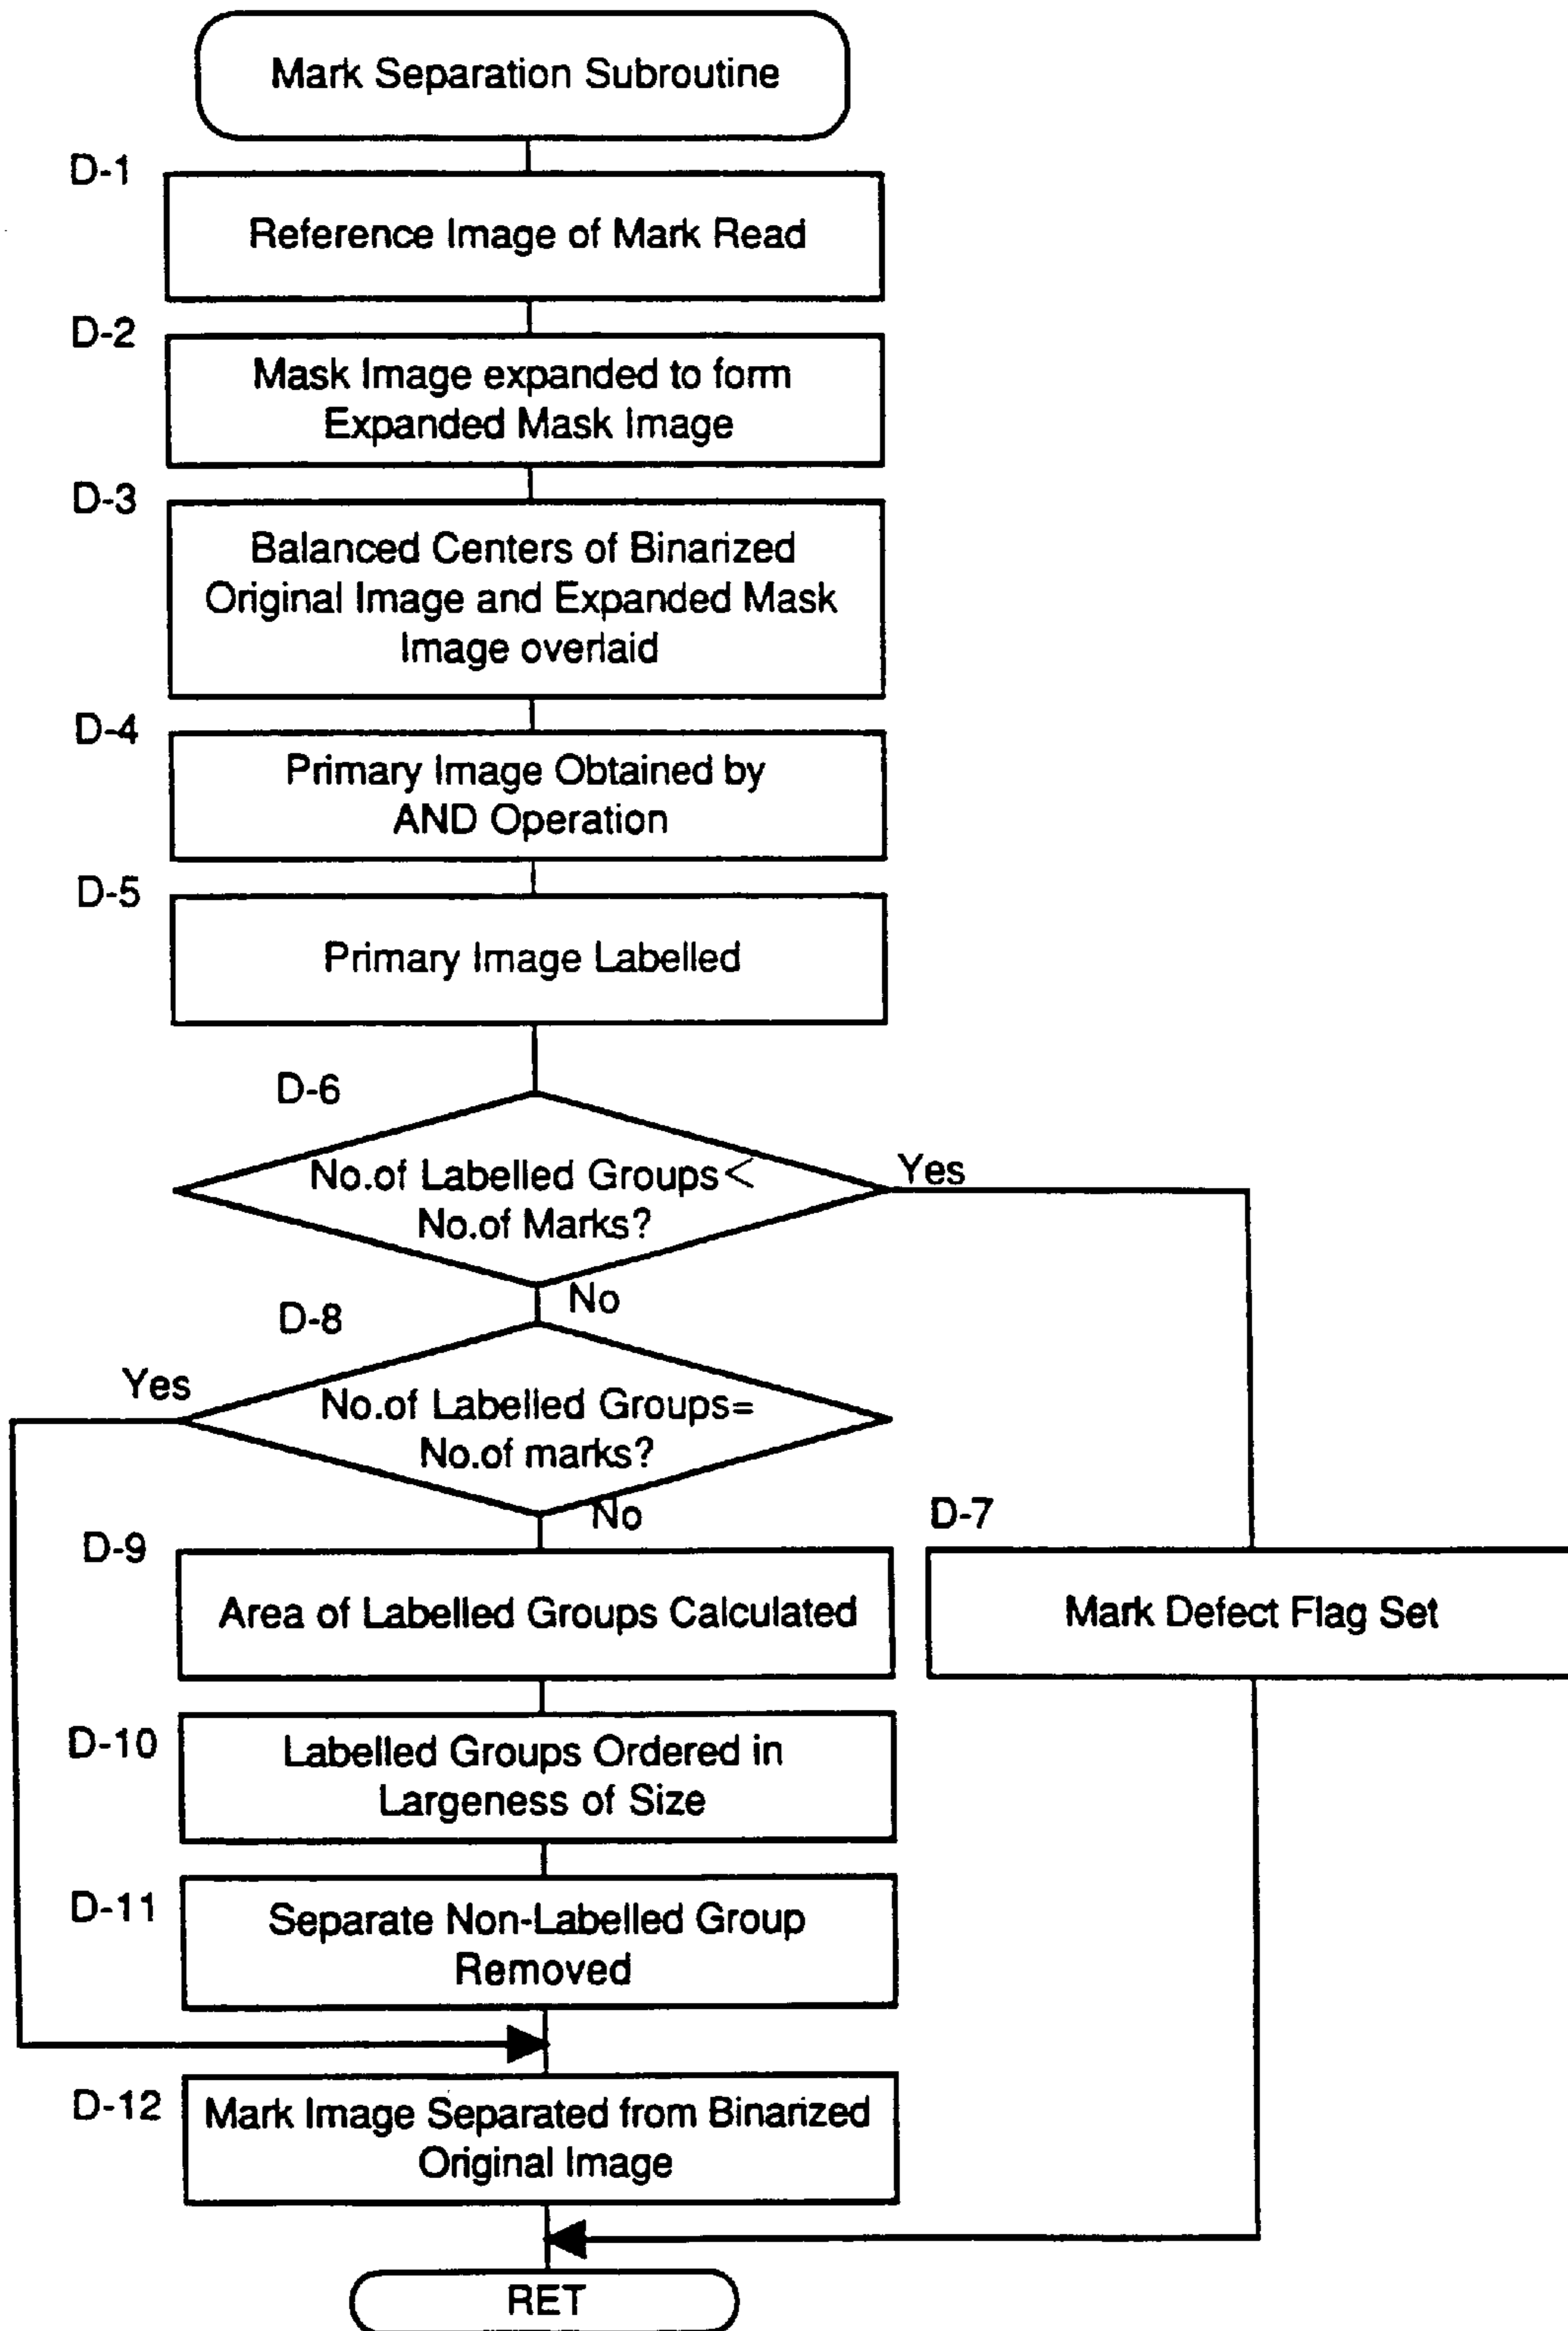 Mark Separation Subroutine
D-1
Reference Image of Mark Read
D-2
Mask Image expanded to form
Expanded Mask Image
D-3
Balanced Centers of Binarized
Original Image and Expanded Mask
Image overlaid
D-4
Primary Image Obtained by
AND Operation
D-5
Primary Image Labelled
D-6
No.of Labelled Groups<
No.of Marks?
Yes
No
D-8
Yes
No.of Labelled Groups=
No.of marks?
No
D-7
D-9
Area of Labelled Groups Calculated
Mark Defect Flag Set
D-10
Labelled Groups Ordered in
Largeness of Size
D-11
Separate Non-Labelled Group
Removed
D-12
Mark Image Separated from Binarized
Original Image
RET